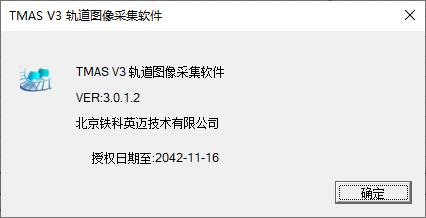 TMAS V3 轨道图像采集软件
TMAS V3 轨道图像采集软件
VER:3.0.1.2
北京铁科英迈技术有限公司
授权日期至:2042-11-16
确定